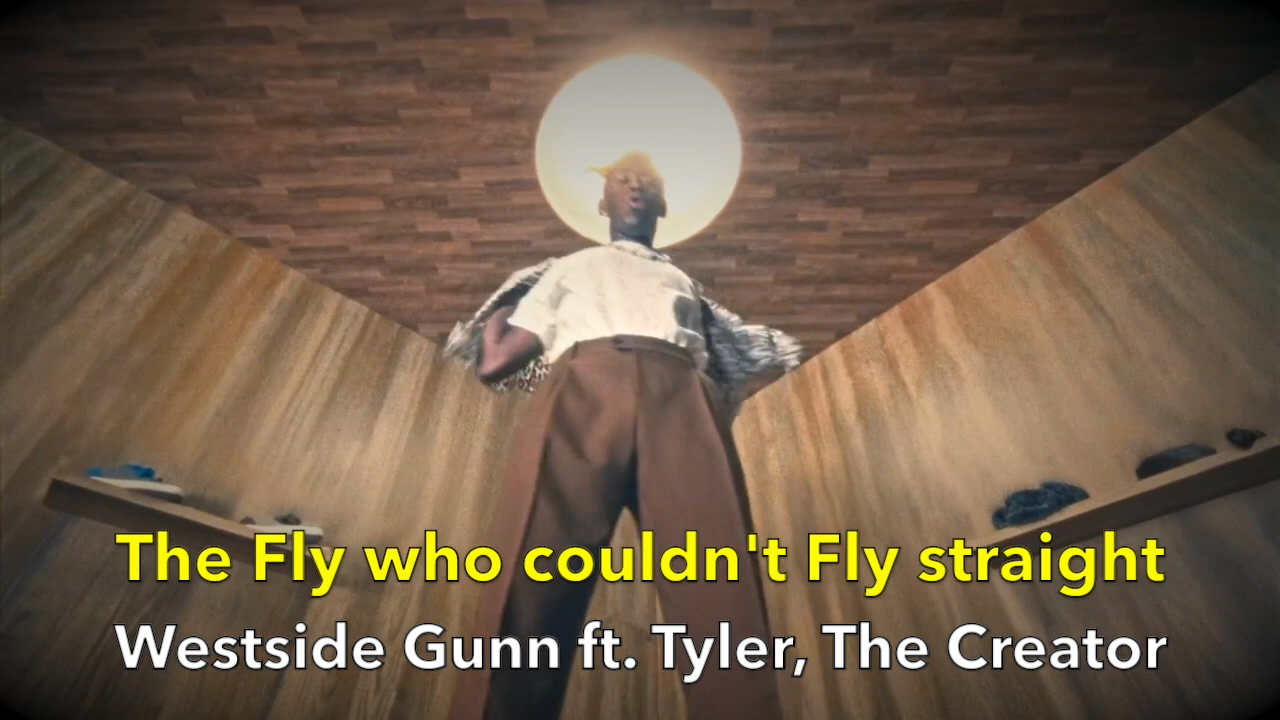 The Fly who couldn't Fly straight
Westside Gunn ft. Tyler, The Creator